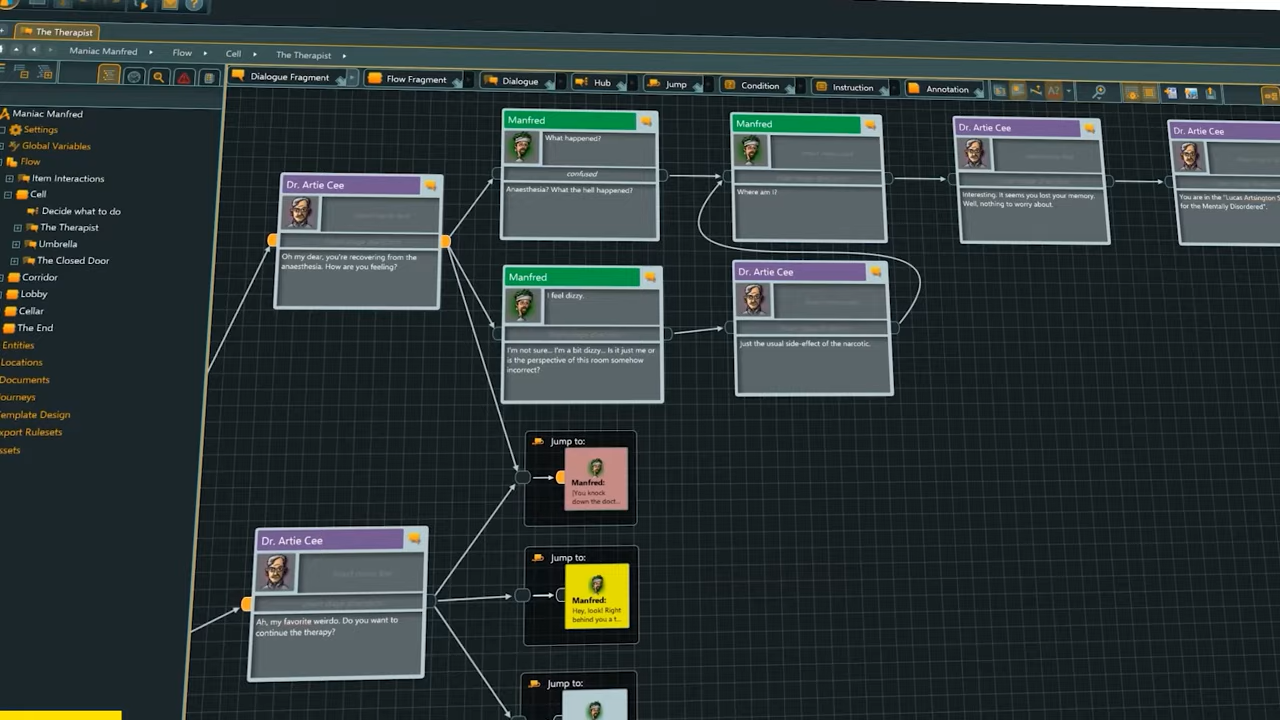 The Therapist
Maniac Manfred
Flow
Cell
The Therapist
Dialogue Fragment
Flow Fragment
Dialogue
Hub
Jump
Condition
Instruction
Annotation
Maniac Manfred
Settings
Global Variables
Flow
Item Interactions
Cell
Decide what to do
The Therapist
Umbrella
The Closed Door
Corridor
Lobby
Cellar
The End
Entities
Locations
Documents
ourneys
emplate Design
xport Rulesets
ssets
Dr. Artie Cee
Oh my dear, you're recovering from the
anaesthesia. How are you feeling?
Manfred
What happened?
confused
Anaesthesia? What the hell happened?
Manfred
Where am I?
Dr. Artie Cee
Interesting. It seems you lost your memory.
Well, nothing to worry about.
Dr. Artie Cee
You are in the "Lucas Artsington S
for the Mentally Disordered".
Manfred
I feel dizzy.
I'm not sure... I'm a bit dizzy... Is it just me or
is the perspective of this room somehow
incorrect?
Dr. Artie Cee
Just the usual side-effect of the narcotic.
Jump to:
Manfred:
[You knock
down the doct...
Dr. Artie Cee
Ah, my favorite weirdo. Do you want to
continue the therapy?
Jump to:
Manfred:
Hey, look! Right
behind you a t...
Jump to: